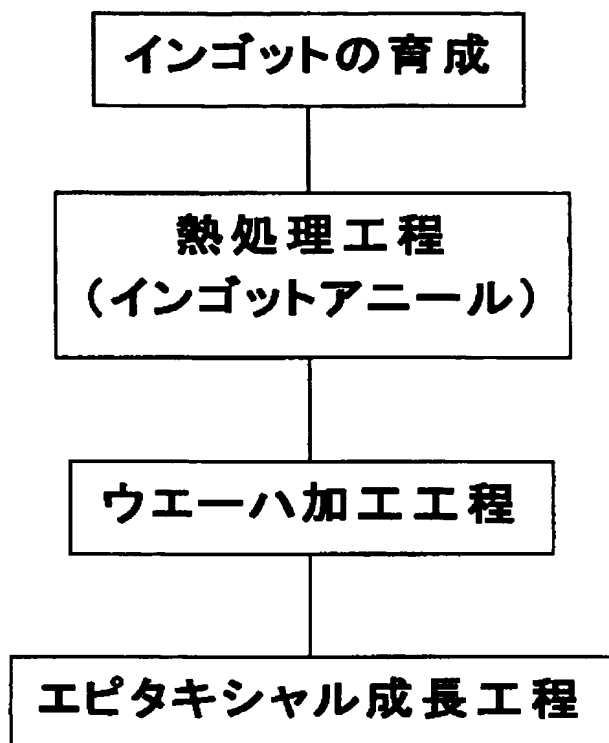 インゴットの育成
熱処理工程
（インゴットアニール）
ウエーハ加工工程
エピタキシャル成長工程